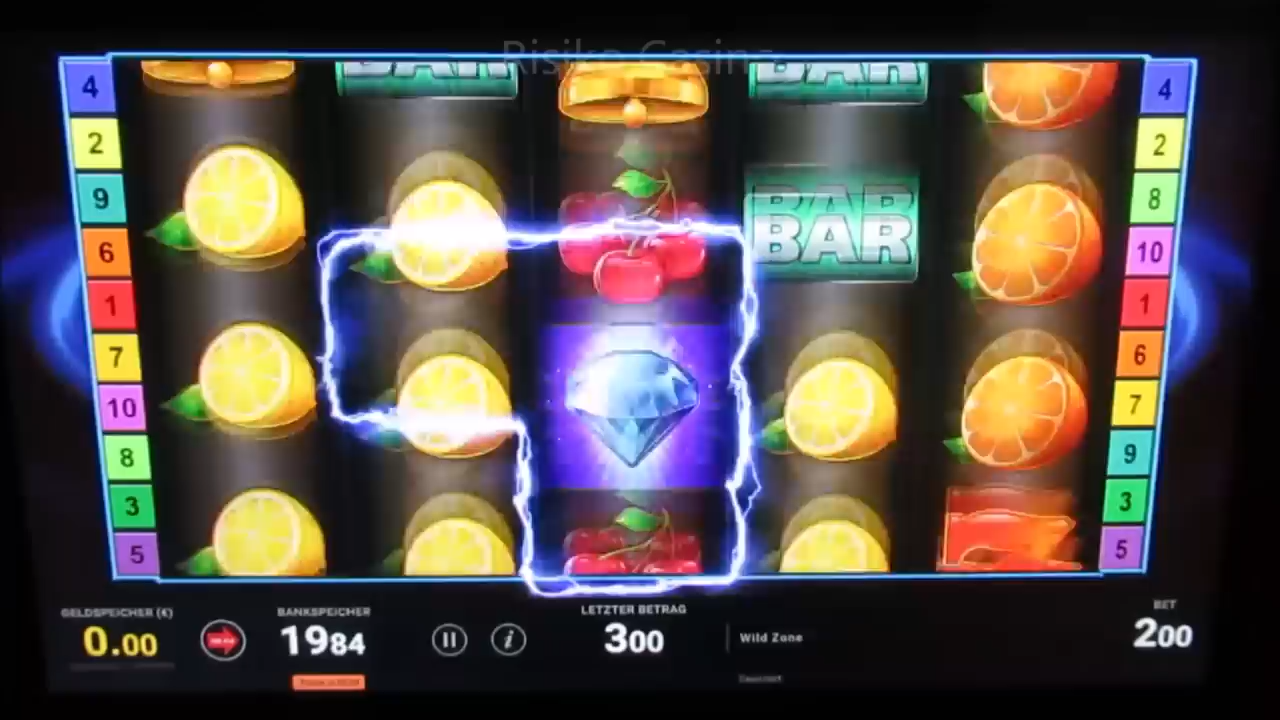 Risiko Casino
BAR
BAR
4
2
9
6
1
7
10
8
3
5
BAR
BAR
4
2
8
10
1
6
7
9
3
5
GELDSPEICHER (€)
0.00
BANKSPEICHER
1984
LETZTER BETRAG
300
Wild Zone
BET
200